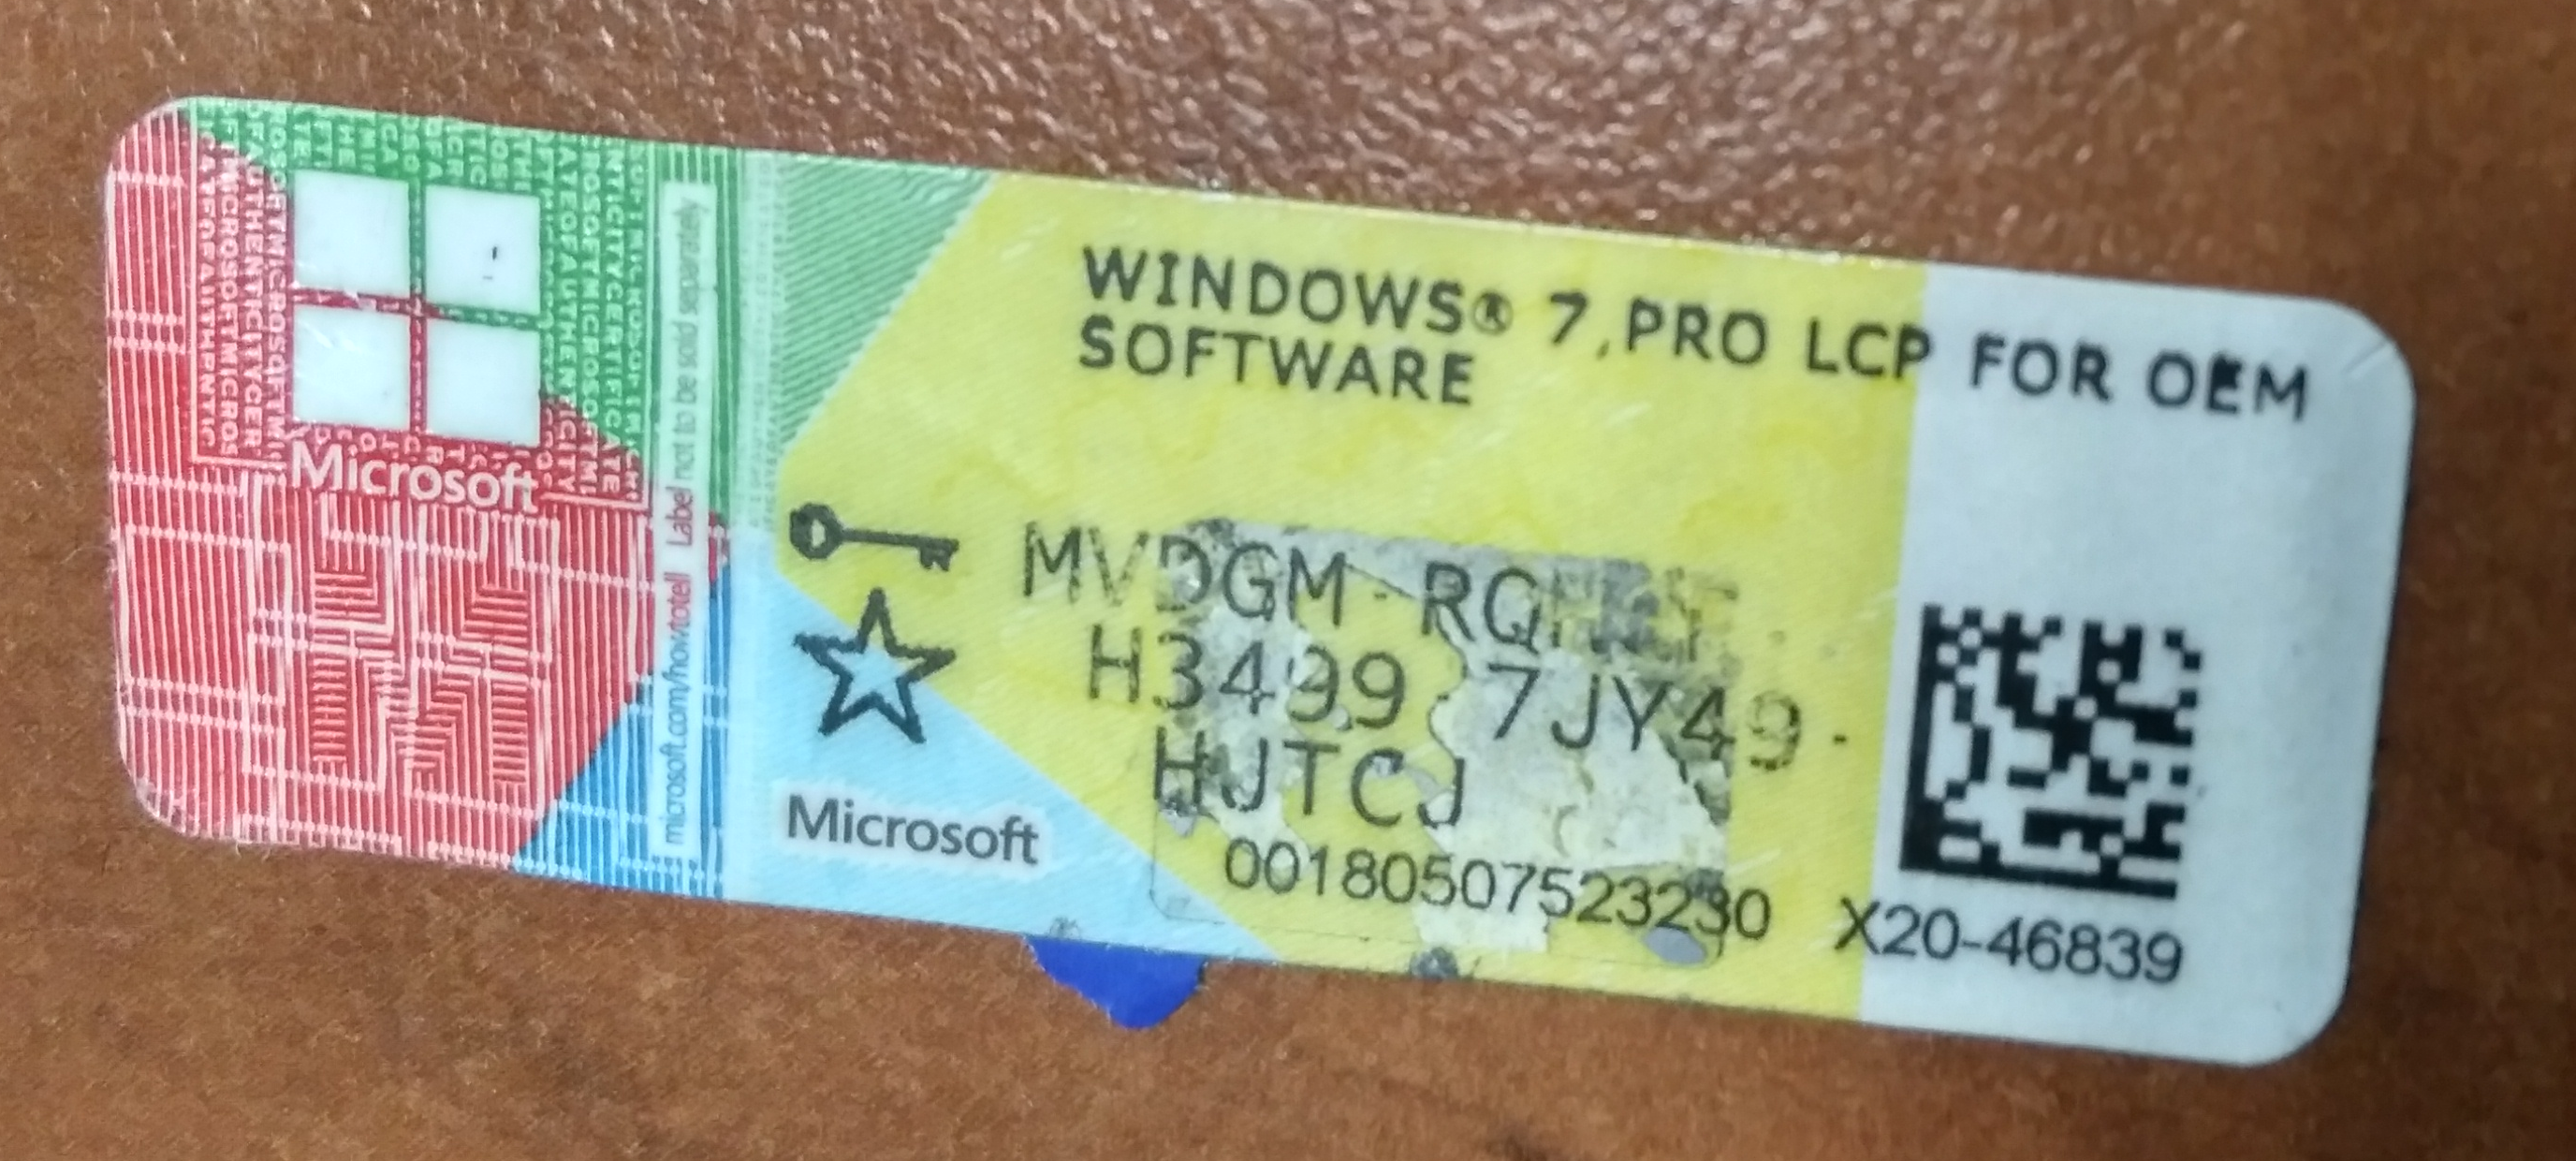 Microsoft
microsoft.com/howtotell Label not to be sold separately
WINDOWS® 7 PRO LCP FOR OEM
SOFTWARE
MVDGM-
H3499-7JY49-
HJTCJ
Microsoft
00180507523230 X20-46839